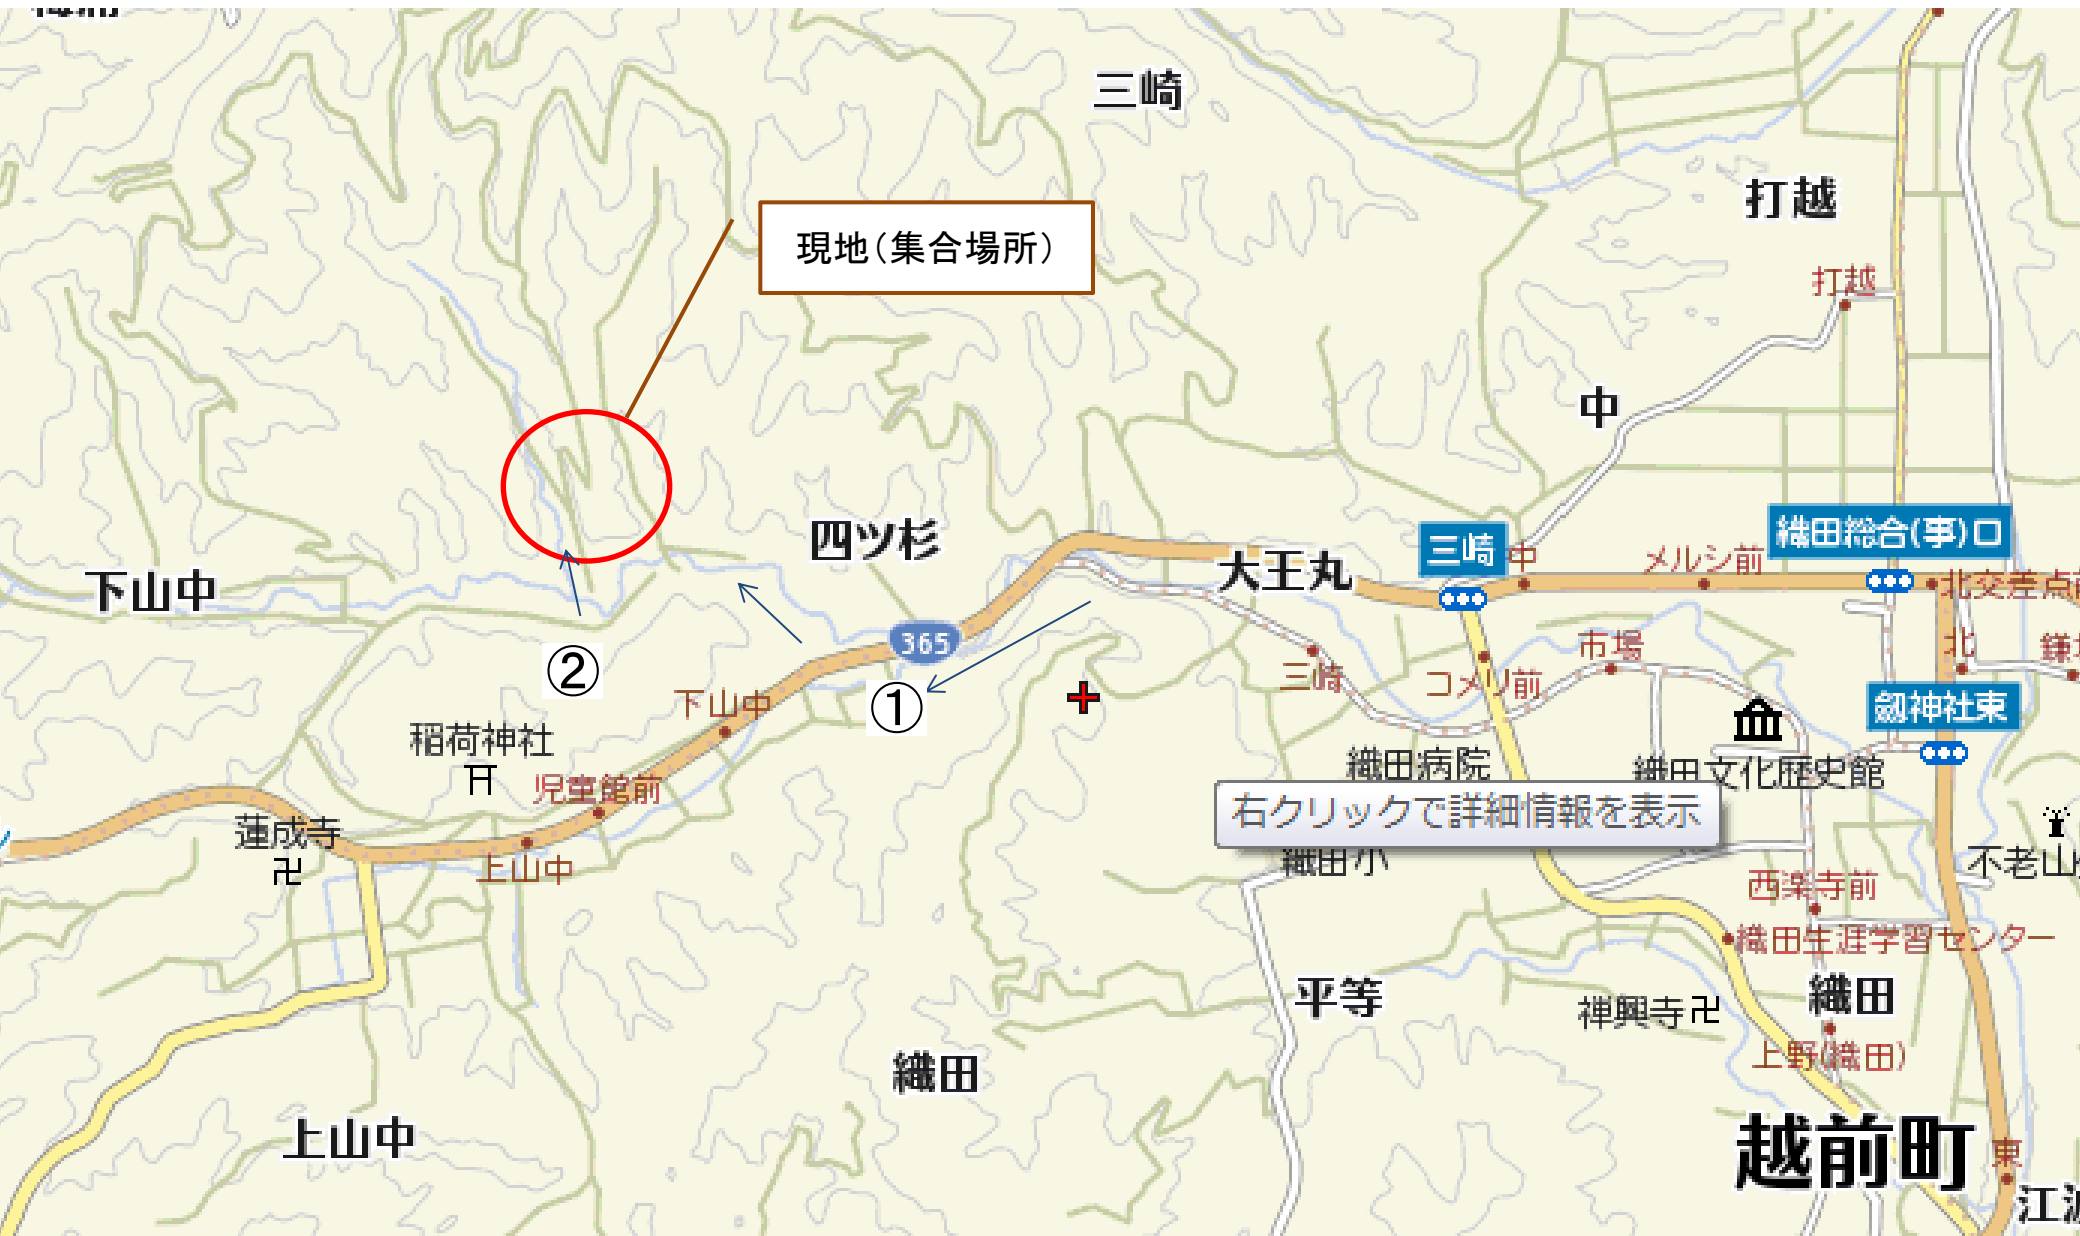 三崎
打越
現地（集合場所）
打越
中
四ツ杉
三崎
中
メルシ前
織田総合(事)口
大王丸
下山中
北交差点前
365
市場
北
②
①
三崎
コメリ前
下山中
劔神社東
稲荷神社
児童館前
織田病院
織田文化歴史館
右クリックで詳細情報を表示
蓮成寺
上山中
織田小
不老山
西楽寺前
織田生涯学習センター
平等
織田
禅興寺
上野(織田)
織田
上山中
越前町
東